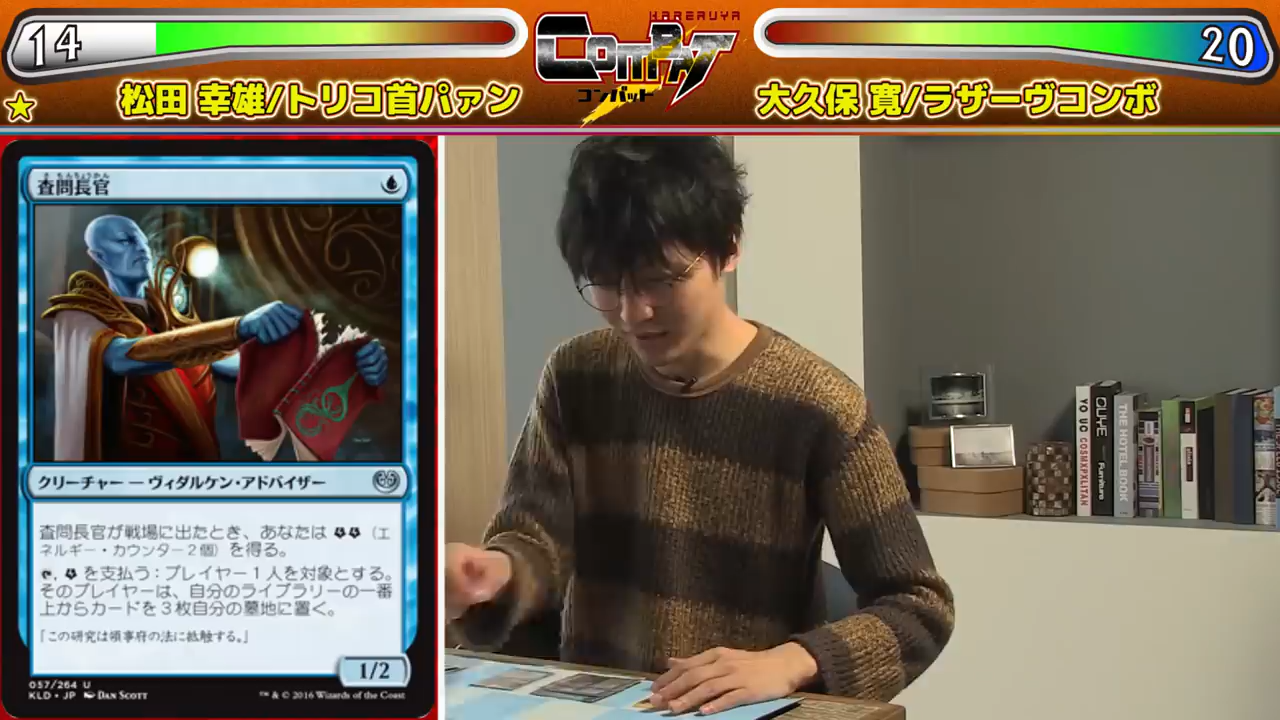 14
HARERUYA
COMBAT
コンバット
20
★ 松田 幸雄/トリコ首パァン
大久保 寛/ラザーヴコンボ
査問長官
クリーチャー — ヴィダルケン・アドバイザー
査問長官が戦場に出たとき、あなたは（エ
ネルギー・カウンター２個）を得る。
を支払う：プレイヤー１人を対象とする。
そのプレイヤーは、自分のライブラリーの一番
上からカードを３枚自分の墓地に置く。
「この研究は領事府の法に抵触する。」
1/2
057/264 U
KLD • JP DAN SCOTT
™ & © 2016 Wizards of the Coast
YO UO COSMXPXLITAN
OUYE
Furniture
THE HOTEL BOOK